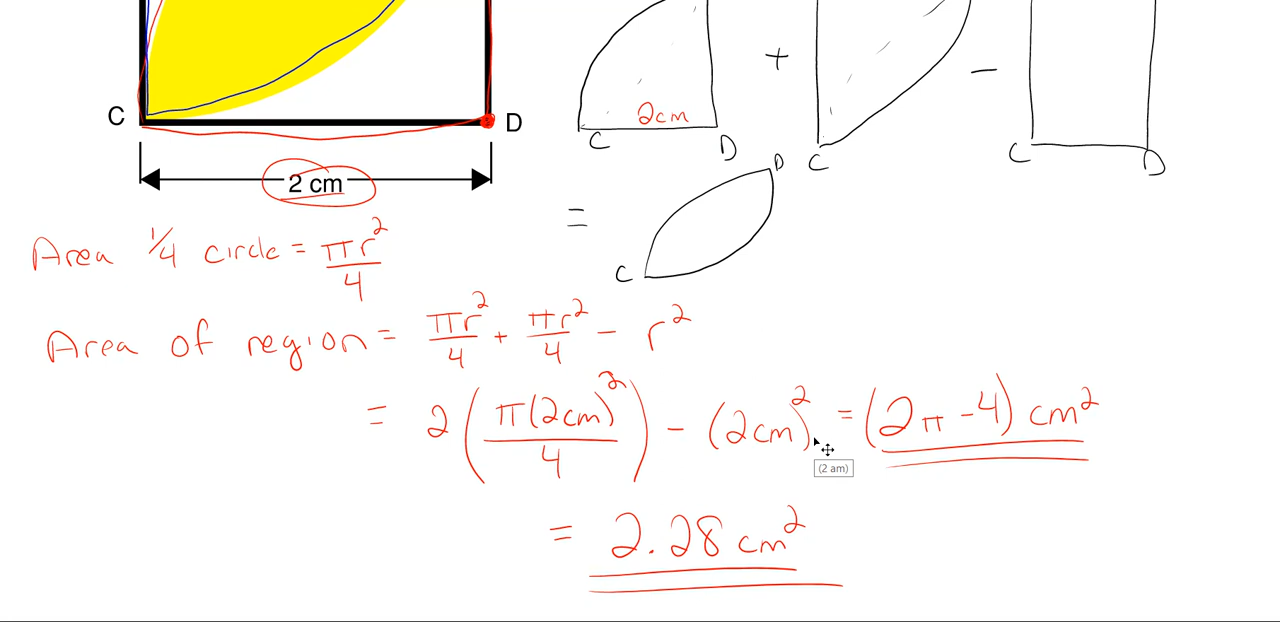 C D
2 cm
2cm
C D
+
C
-
C D
= C D
Area 1/4 circle = πr²/4
Area of region = πr²/4 + πr²/4 - r²
= 2(π(2cm)²/4) - (2cm)² = (2π-4) cm²
(2 am)
= 2.28 cm²